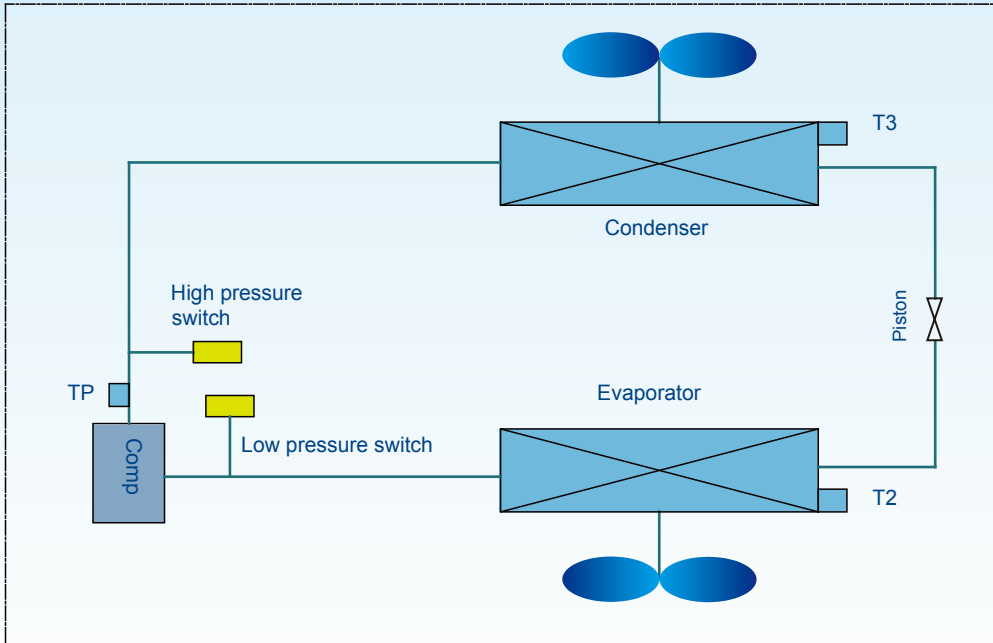 T3
Condenser
High pressure
switch
Piston
TP
Evaporator
Comp
Low pressure switch
T2